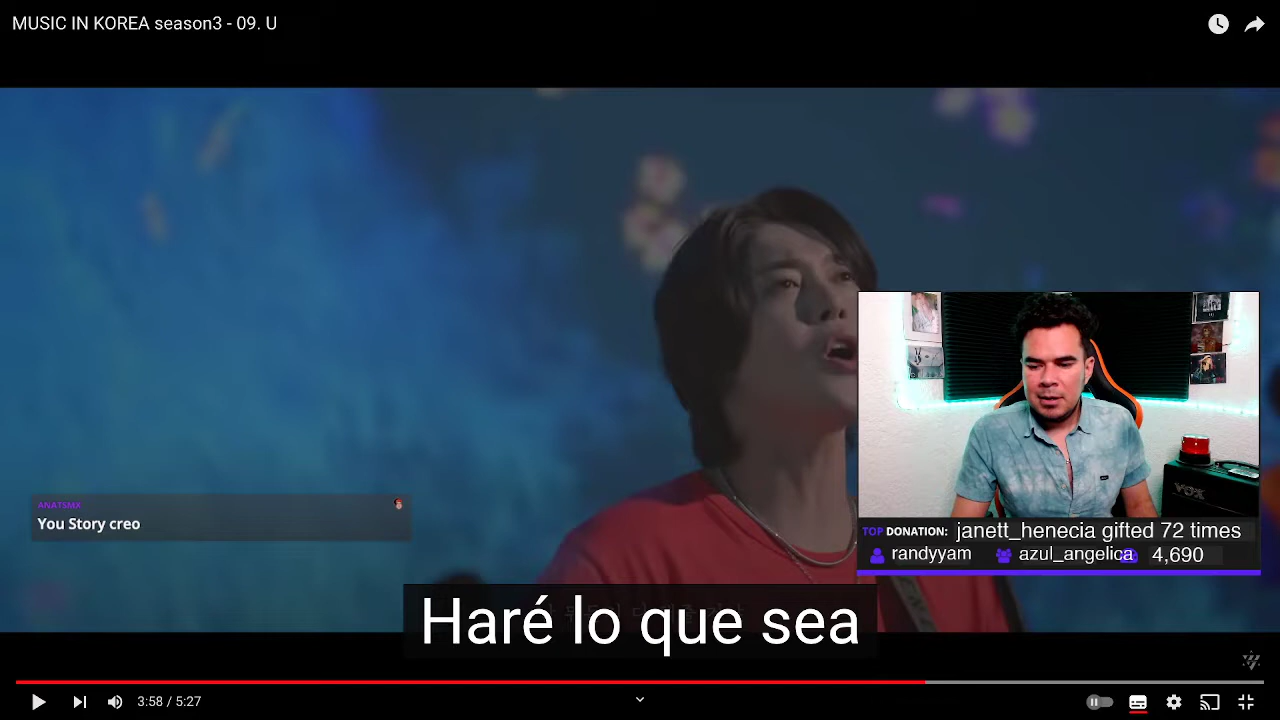 MUSIC IN KOREA season3 - 09. U
ANATSMX
You Story creo
TOP DONATION: janett_henecia gifted 72 times
randyyam azul_angelica 4,690
VOX
Haré lo que sea
3:58 / 5:27